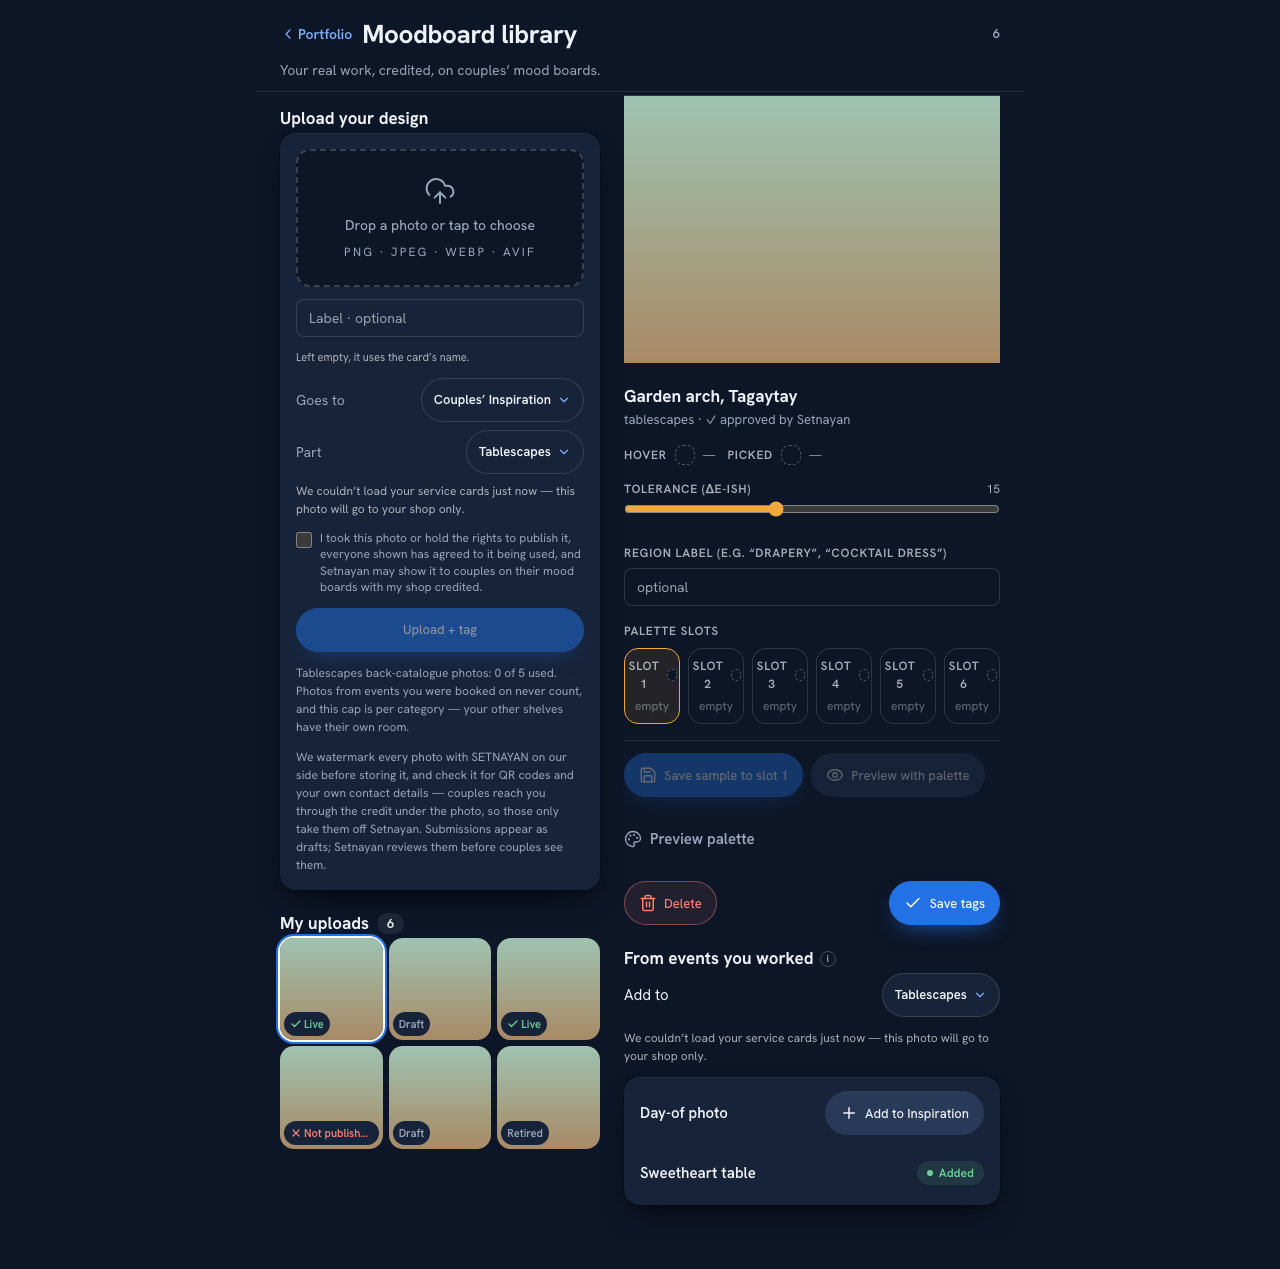 Portfolio
Moodboard library
6
Your real work, credited, on couples’ mood boards.
Upload your design
Drop a photo or tap to choose
PNG · JPEG · WEBP · AVIF
Label · optional
Left empty, it uses the card’s name.
Goes to
Couples’ Inspiration
Part
Tablescapes
We couldn’t load your service cards just now — this
photo will go to your shop only.
I took this photo or hold the rights to publish it,
everyone shown has agreed to it being used, and
Setnayan may show it to couples on their mood
boards with my shop credited.
Upload + tag
Tablescapes back-catalogue photos: 0 of 5 used.
Photos from events you were booked on never count,
and this cap is per category — your other shelves
have their own room.
We watermark every photo with SETNAYAN on our
side before storing it, and check it for QR codes and
your own contact details — couples reach you
through the credit under the photo, so those only
take them off Setnayan. Submissions appear as
drafts; Setnayan reviews them before couples see
them.
My uploads 6
Live
Draft
Live
Not publish…
Draft
Retired
Garden arch, Tagaytay
tablescapes · ✓ approved by Setnayan
HOVER — PICKED —
TOLERANCE (ΔE-ISH) 15
REGION LABEL (E.G. “DRAPERY”, “COCKTAIL DRESS”)
optional
PALETTE SLOTS
SLOT 1
empty
SLOT 2
empty
SLOT 3
empty
SLOT 4
empty
SLOT 5
empty
SLOT 6
empty
Save sample to slot 1
Preview with palette
Preview palette
Delete
Save tags
From events you worked i
Add to
Tablescapes
We couldn’t load your service cards just now — this photo will go to
your shop only.
Day-of photo
Add to Inspiration
Sweetheart table
Added